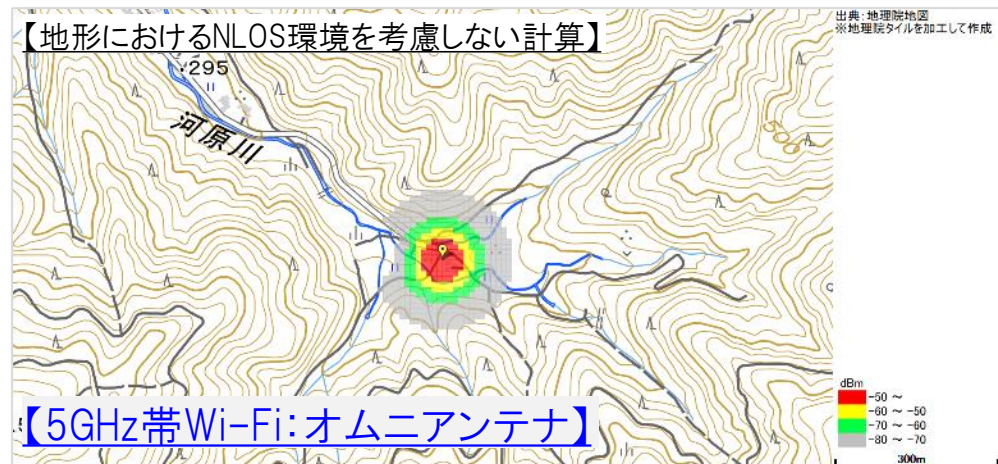 【地形におけるNLOS環境を考慮しない計算】
出典:地理院地図
※地理院タイルを加工して作成
295
河原川
500
【5GHz帯Wi-Fi:オムニアンテナ】
dBm
-50 ~
-60 ~ -50
-70 ~ -60
-80 ~ -70
300m